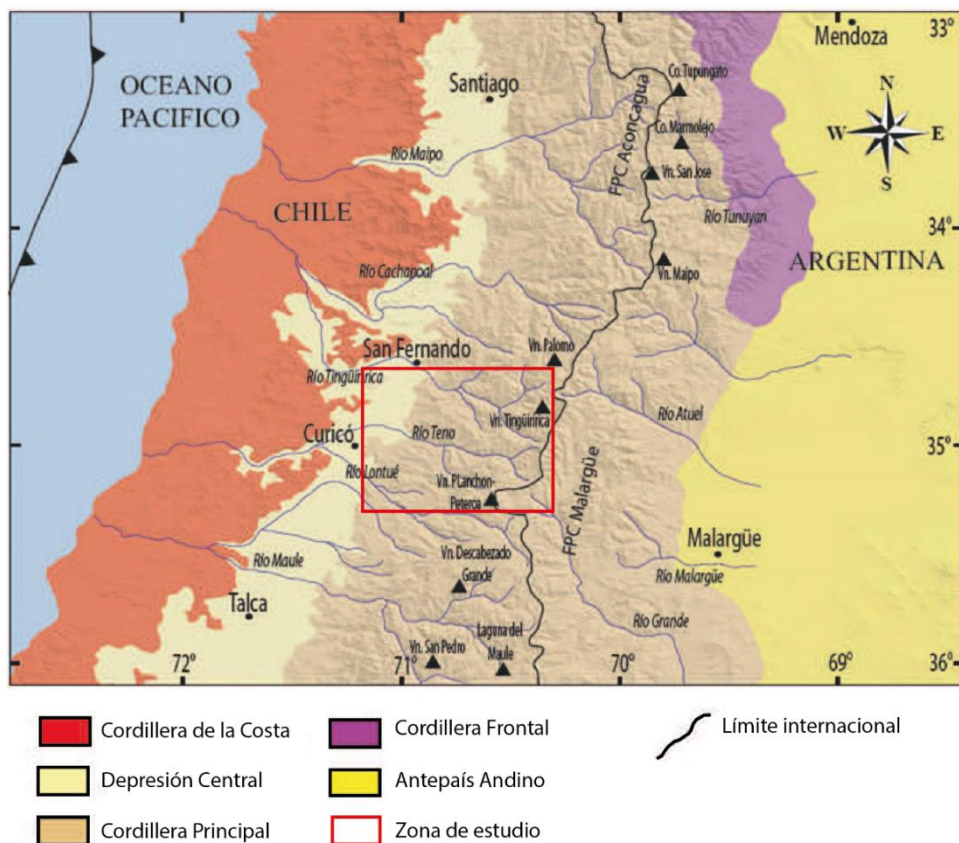 OCEANO
PACIFICO
Santiago
Mendoza
33°
Co. Tupungato
N
W
E
S
Co. Marmolejo
FPC Aconcagua
Río Maipo
Vn. San Jose
CHILE
Río Tunuyan
34°
Río Cachapoal
Vn. Maipo
ARGENTINA
San Fernando
Vn. Palomo
Río Tingüiririca
Vn. Tingüiririca
Río Atuel
Curicó
Río Teno
35°
Río Lontué
Vn. PLanchon-
Peteroa
FPC Malargüe
Malargüe
Río Maule
Vn. Descabezado
Grande
Río Malargüe
Talca
Río Grande
Vn. San Pedro
Laguna del
Maule
72°
71°
70°
69°
36°
Cordillera de la Costa
Cordillera Frontal
Límite internacional
Depresión Central
Antepaís Andino
Cordillera Principal
Zona de estudio